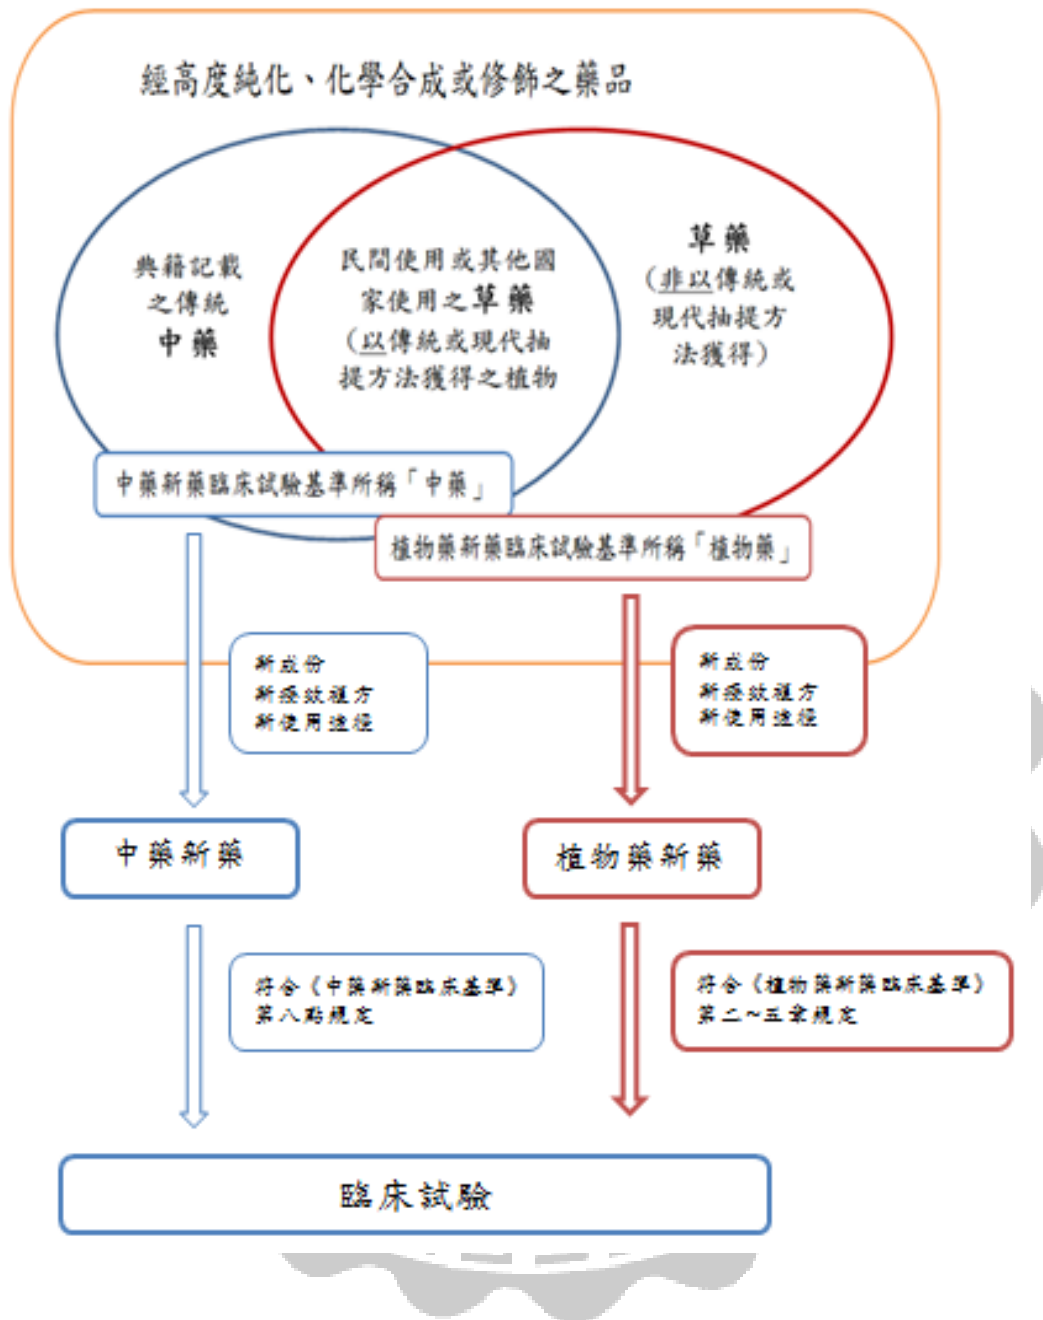 經高度純化、化學合成或修飾之藥品
典籍記載
之傳統
中藥
民間使用或其他國
家使用之草藥
（以傳統或現代抽
提方法獲得之植物
草藥
（非以傳統或
現代抽提方
法獲得）
中藥新藥臨床試驗基準所稱「中藥」
植物藥新藥臨床試驗基準所稱「植物藥」
新成份
新療效複方
新使用途徑
新成份
新療效複方
新使用途徑
中藥新藥
植物藥新藥
符合《中藥新藥臨床基準》
第八點規定
符合《植物藥新藥臨床基準》
第二~五章規定
臨床試驗